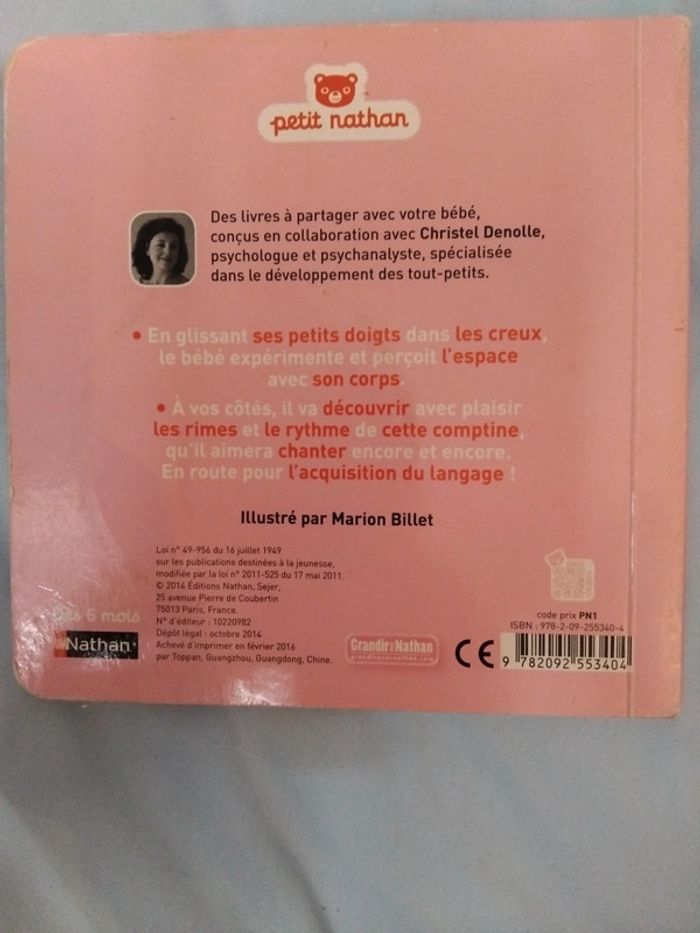 petit nathan
Des livres à partager avec votre bébé,
conçus en collaboration avec Christel Denolle,
psychologue et psychanalyste, spécialisée
dans le développement des tout-petits.
• En glissant ses petits doigts dans les creux,
le bébé expérimente et perçoit l'espace
avec son corps.
• À vos côtés, il va découvrir avec plaisir
les rimes et le rythme de cette comptine,
qu'il aimera chanter encore et encore.
En route pour l'acquisition du langage !
Illustré par Marion Billet
Loi n° 49-956 du 16 juillet 1949
sur les publications destinées à la jeunesse,
modifiée par la loi n° 2011-525 du 17 mai 2011.
© 2014 Éditions Nathan, Sejer,
25 avenue Pierre de Coubertin
75013 Paris, France.
N° d'éditeur : 10220982
Dépôt légal : octobre 2014
Achevé d'imprimer en février 2016
par Toppan, Guangzhou, Guangdong, Chine.
Dès 6 mois
Nathan
Grandir avec Nathan
grandiravecnathan.com
CE
code prix PN1
ISBN : 978-2-09-255340-4
9 782092 553404